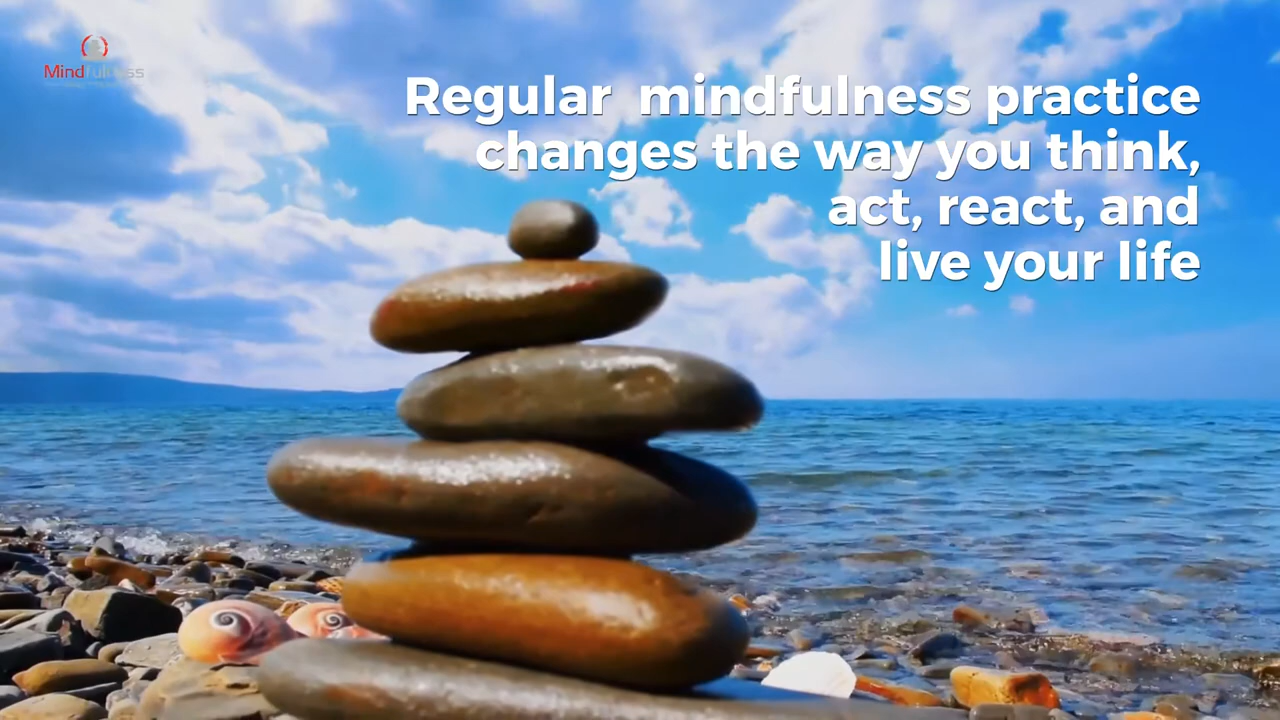 Mindfulness
Regular mindfulness practice
changes the way you think,
act, react, and
live your life